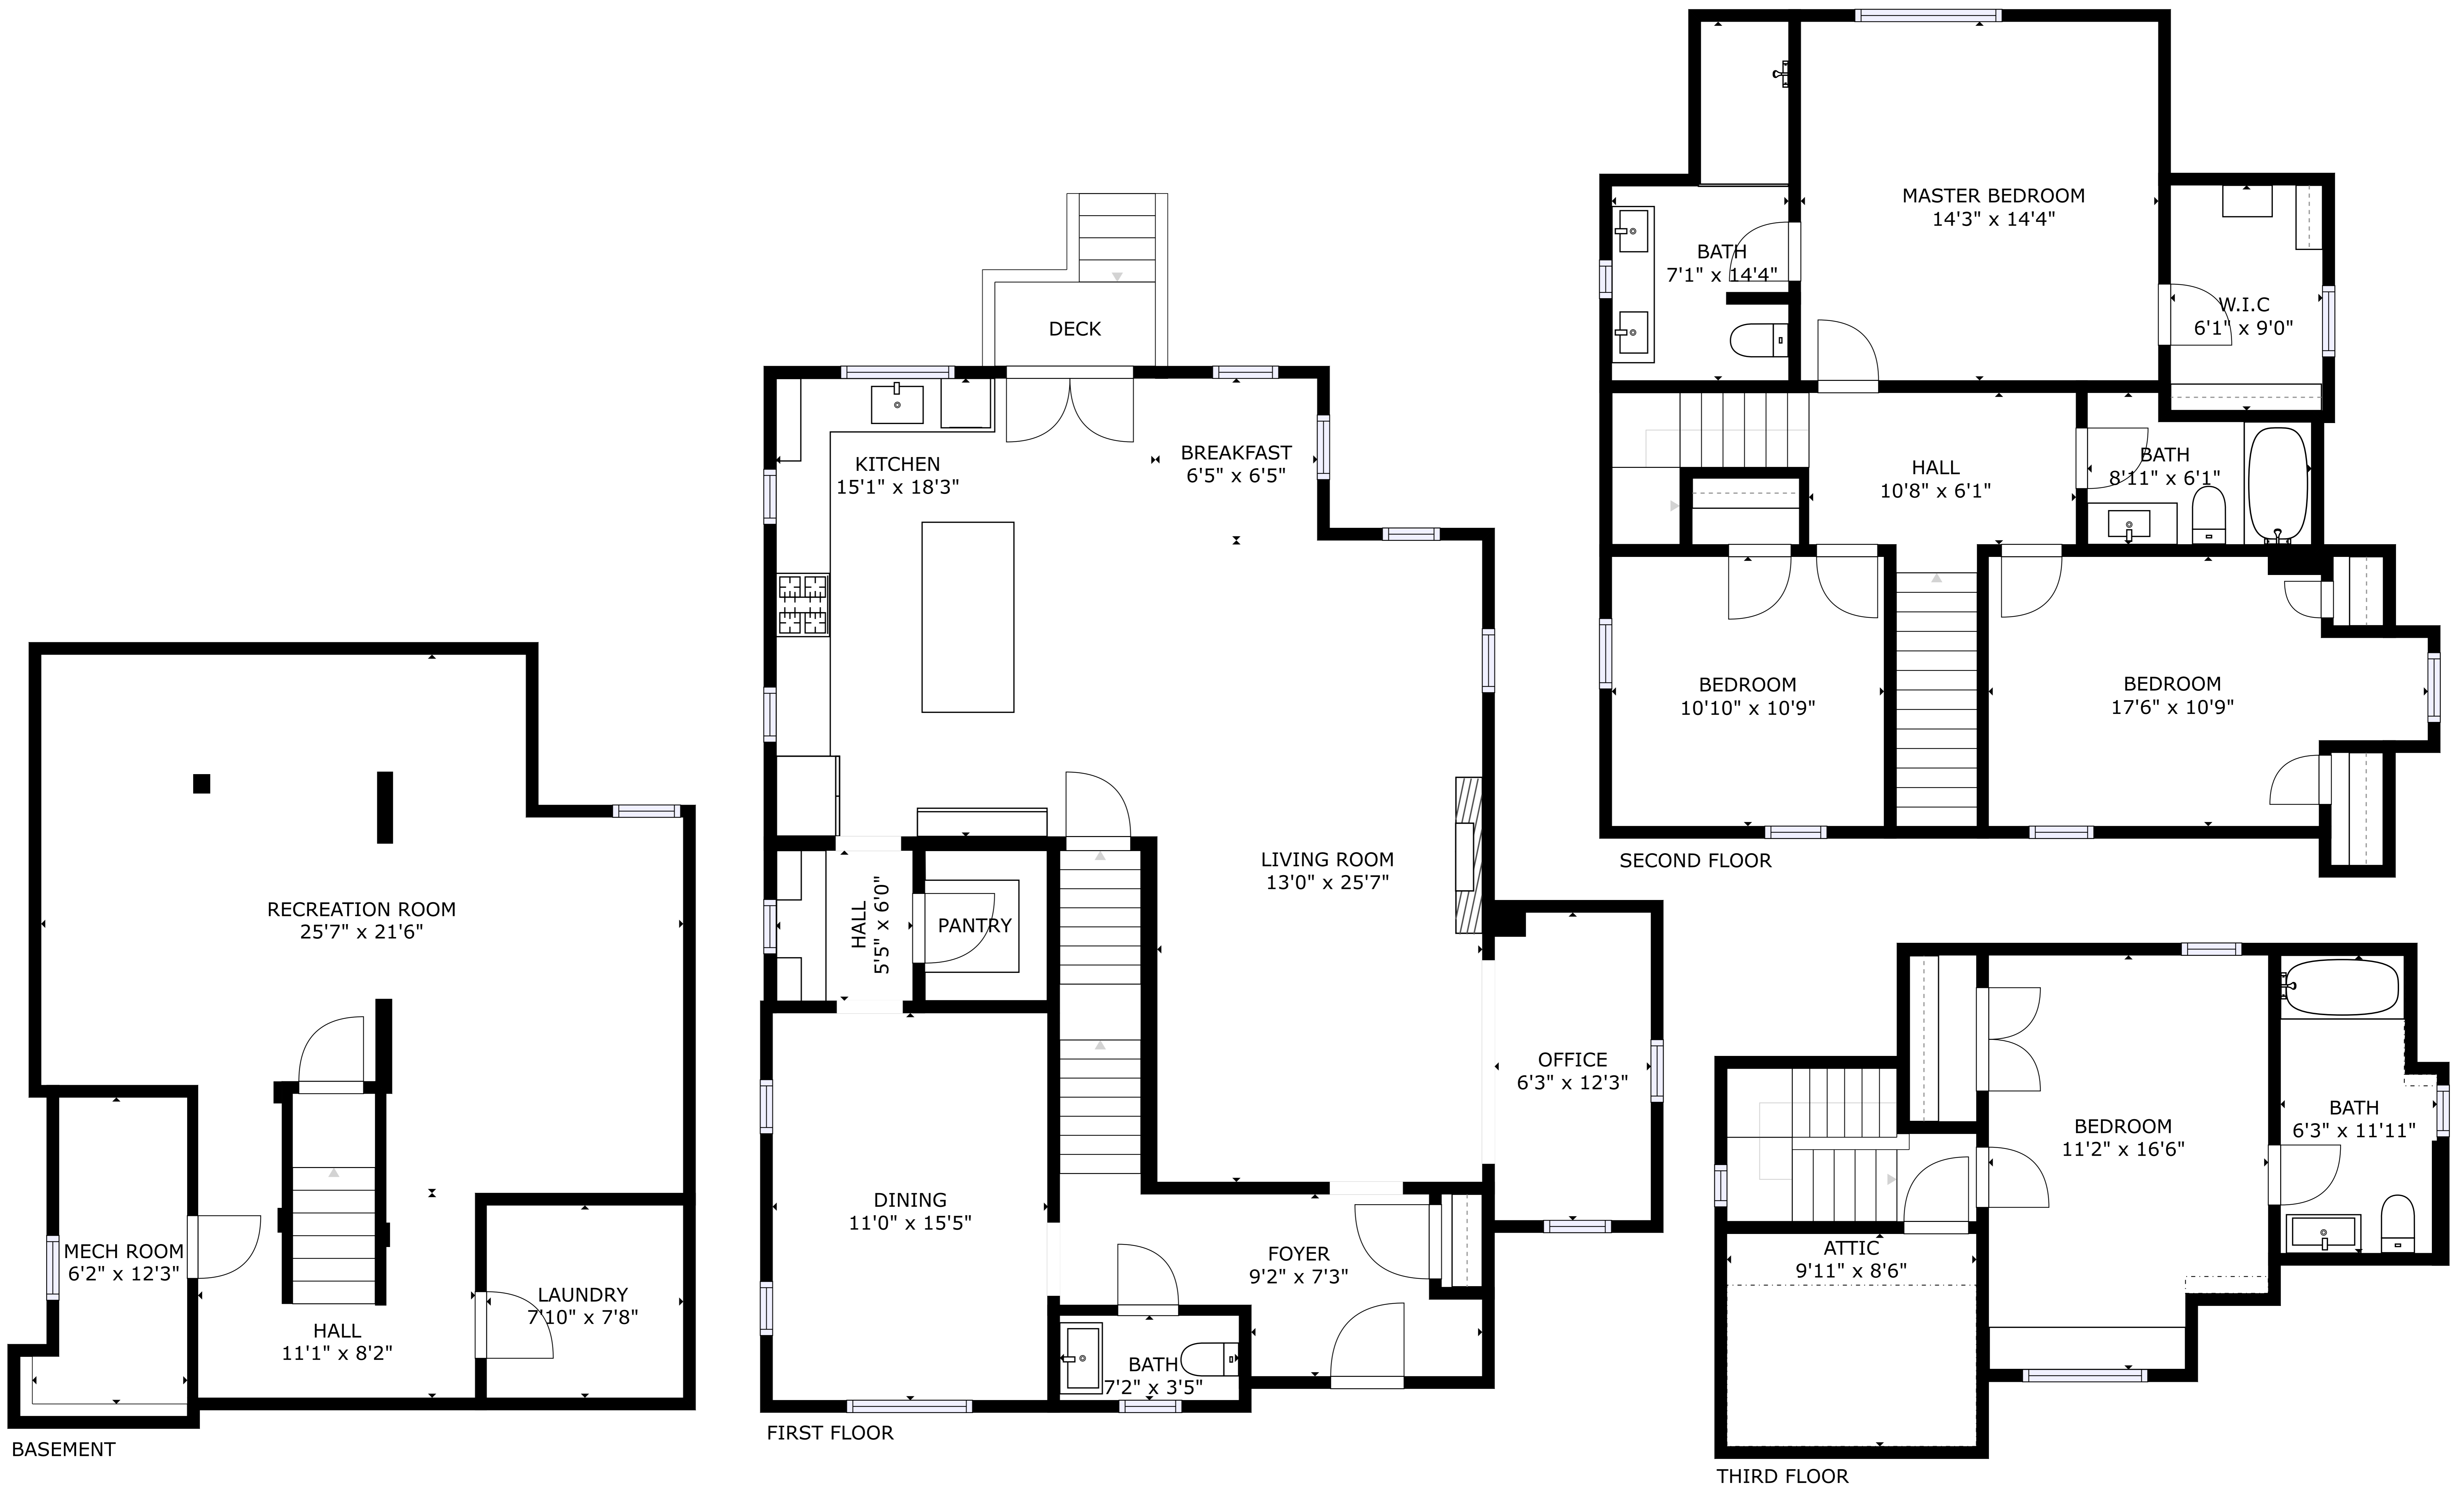 RECREATION ROOM
25'7" x 21'6"
MECH ROOM
6'2" x 12'3"
HALL
11'1" x 8'2"
LAUNDRY
7'10" x 7'8"
BASEMENT
DECK
KITCHEN
15'1" x 18'3"
BREAKFAST
6'5" x 6'5"
LIVING ROOM
13'0" x 25'7"
HALL
5'5" x 6'0"
PANTRY
OFFICE
6'3" x 12'3"
DINING
11'0" x 15'5"
FOYER
9'2" x 7'3"
BATH
7'2" x 3'5"
FIRST FLOOR
MASTER BEDROOM
14'3" x 14'4"
BATH
7'1" x 14'4"
W.I.C
6'1" x 9'0"
HALL
10'8" x 6'1"
BATH
8'11" x 6'1"
BEDROOM
10'10" x 10'9"
BEDROOM
17'6" x 10'9"
SECOND FLOOR
BEDROOM
11'2" x 16'6"
BATH
6'3" x 11'11"
ATTIC
9'11" x 8'6"
THIRD FLOOR